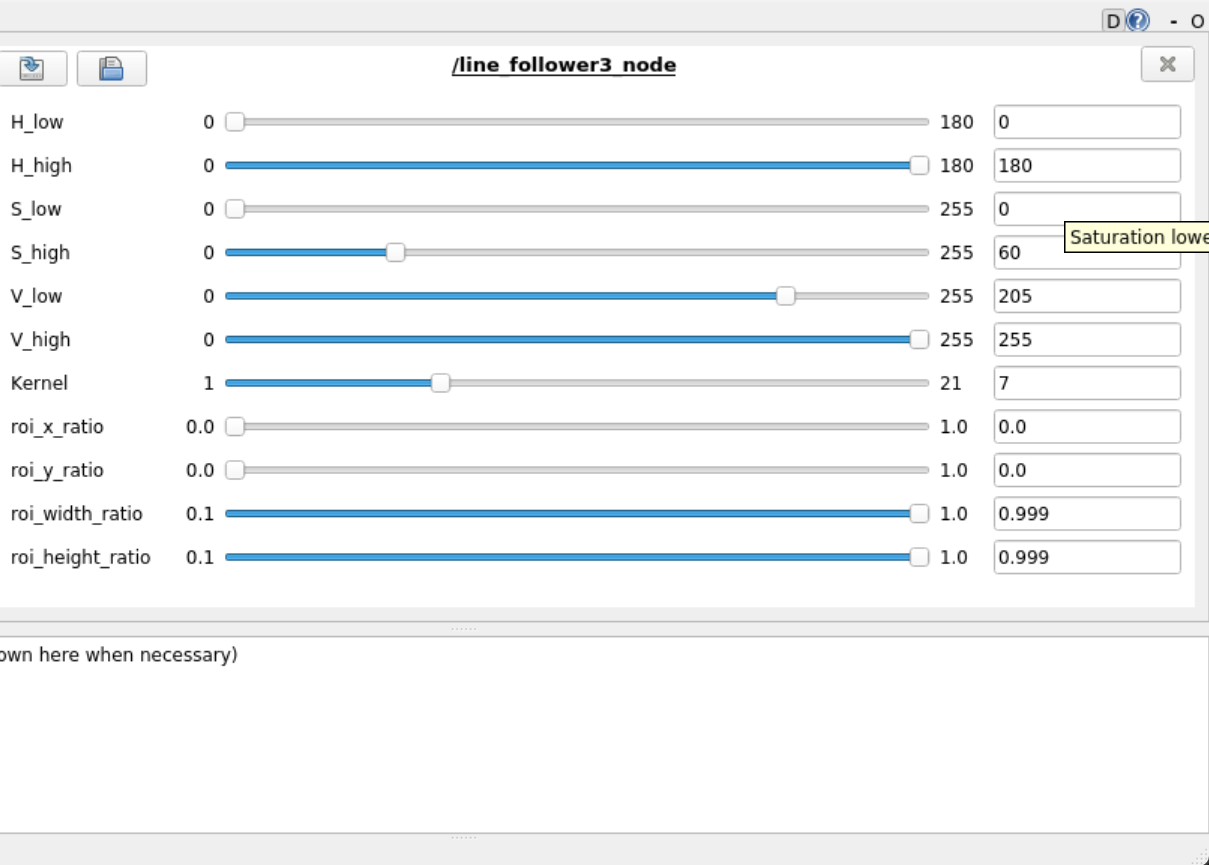 D ? - O
/line_follower3_node
H_low 0 180 0
H_high 0 180 180
S_low 0 255 0
Saturation lowe
S_high 0 255 60
V_low 0 255 205
V_high 0 255 255
Kernel 1 21 7
roi_x_ratio 0.0 1.0 0.0
roi_y_ratio 0.0 1.0 0.0
roi_width_ratio 0.1 1.0 0.999
roi_height_ratio 0.1 1.0 0.999
own here when necessary)